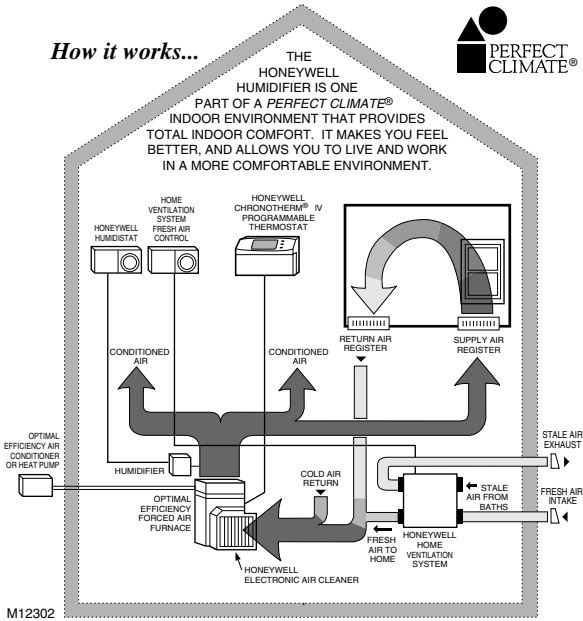 How it works...
PERFECT
CLIMATE®
THE
HONEYWELL
HUMIDIFIER IS ONE
PART OF A PERFECT CLIMATE®
INDOOR ENVIRONMENT THAT PROVIDES
TOTAL INDOOR COMFORT. IT MAKES YOU FEEL
BETTER, AND ALLOWS YOU TO LIVE AND WORK
IN A MORE COMFORTABLE ENVIRONMENT.
HONEYWELL
HUMIDISTAT
HOME
VENTILATION
SYSTEM
FRESH AIR
CONTROL
HONEYWELL
CHRONOTHERM® IV
PROGRAMMABLE
THERMOSTAT
RETURN AIR
REGISTER
SUPPLY AIR
REGISTER
CONDITIONED
AIR
CONDITIONED
AIR
OPTIMAL
EFFICIENCY AIR
CONDITIONER
OR HEAT PUMP
HUMIDIFIER
OPTIMAL
EFFICIENCY
FORCED AIR
FURNACE
COLD AIR
RETURN
STALE AIR
EXHAUST
STALE
AIR FROM
BATHS
FRESH AIR
INTAKE
FRESH
AIR TO
HOME
HONEYWELL
HOME
VENTILATION
SYSTEM
HONEYWELL
ELECTRONIC AIR CLEANER
M12302